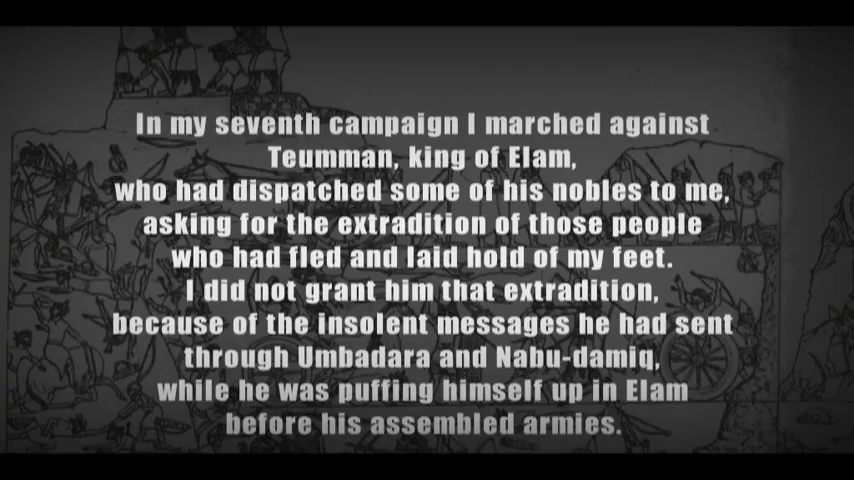 In my seventh campaign I marched against
Teumman, king of Elam,
who had dispatched some of his nobles to me,
asking for the extradition of those people
who had fled and laid hold of my feet.
I did not grant him that extradition,
because of the insolent messages he had sent
through Umbadara and Nabu-damiq,
while he was puffing himself up in Elam
before his assembled armies.